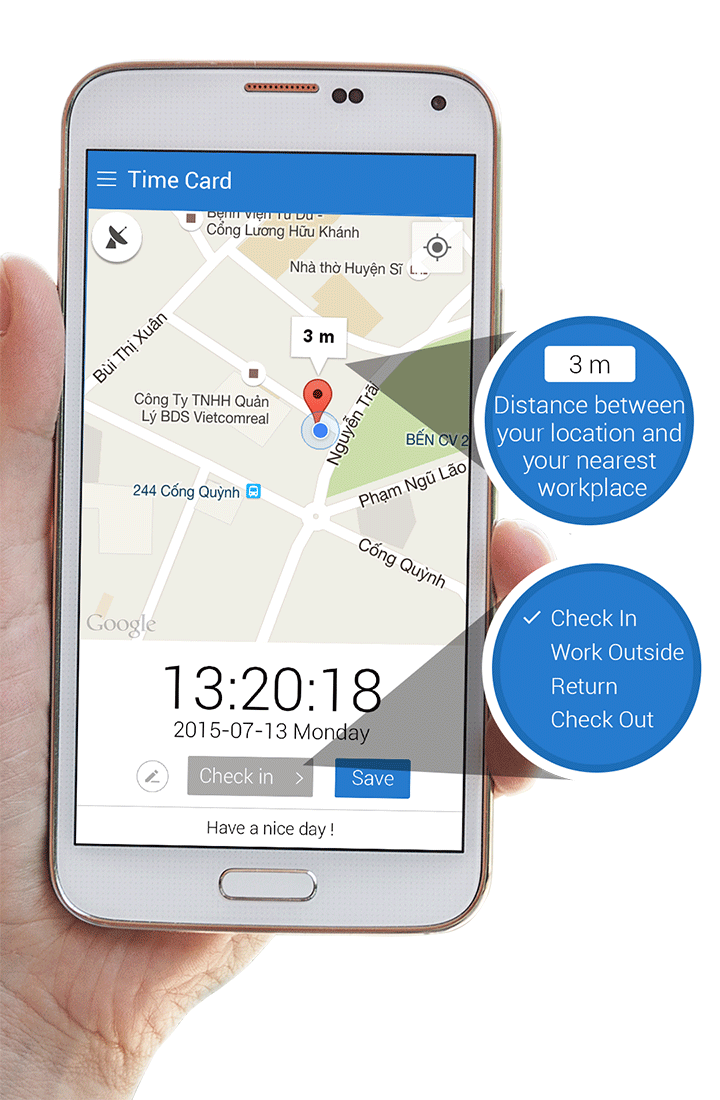 Time Card
Bệnh Viện Từ Dũ -
Cổng Lương Hữu Khánh
Nhà thờ Huyện Sĩ
Bùi Thị Xuân
3 m
Công Ty TNHH Quản
Lý BDS Vietcomreal
Nguyễn Trãi
BẾN CV 2
244 Cống Quỳnh
Phạm Ngũ Lão
Cống Quỳnh
Google
13:20:18
2015-07-13 Monday
Check in
Save
Have a nice day !
3 m
Distance between
your location and
your nearest
workplace
Check In
Work Outside
Return
Check Out